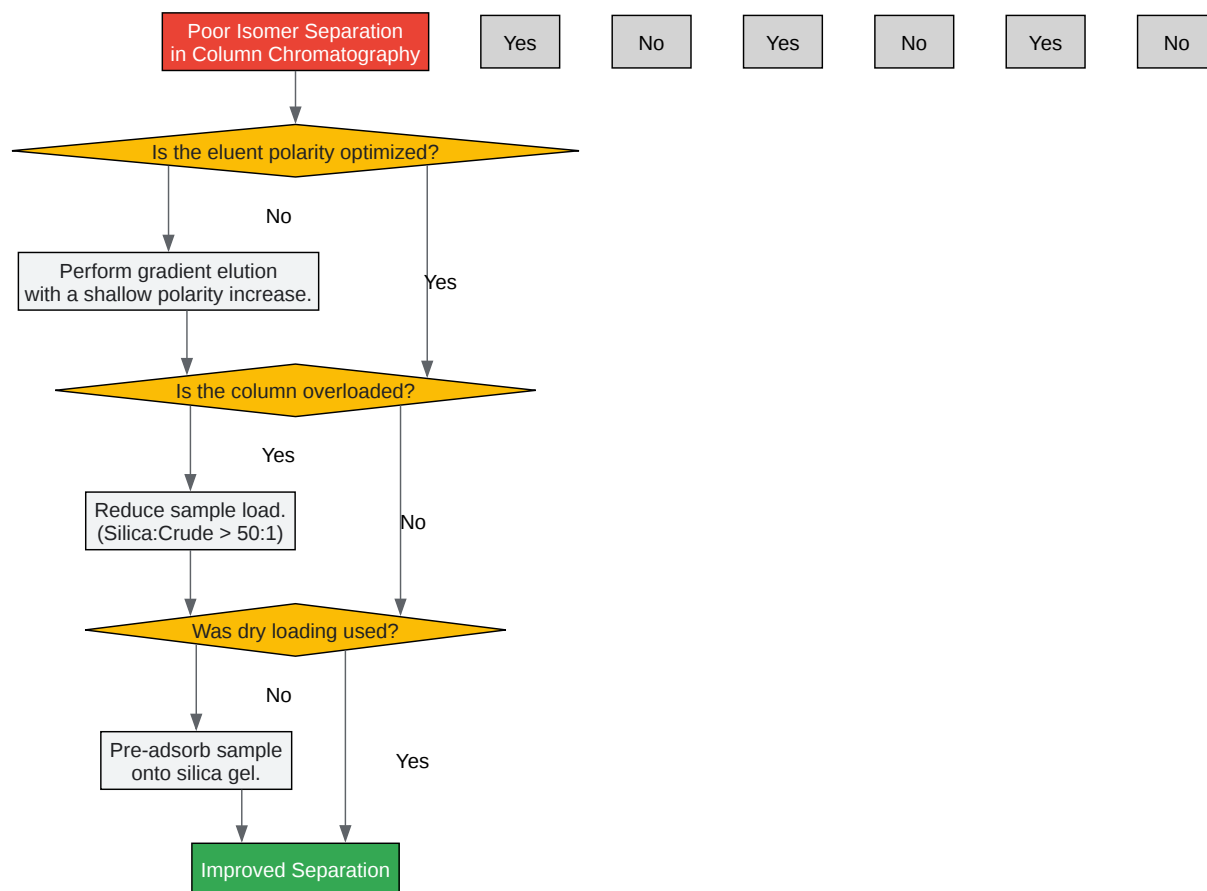 Poor Isomer Separation
in Column Chromatography
Yes
No
Yes
No
Yes
No
Is the eluent polarity optimized?
No
Perform gradient elution
with a shallow polarity increase.
Yes
Is the column overloaded?
Yes
Reduce sample load.
(Silica:Crude > 50:1)
No
Was dry loading used?
No
Pre-adsorb sample
onto silica gel.
Yes
Improved Separation